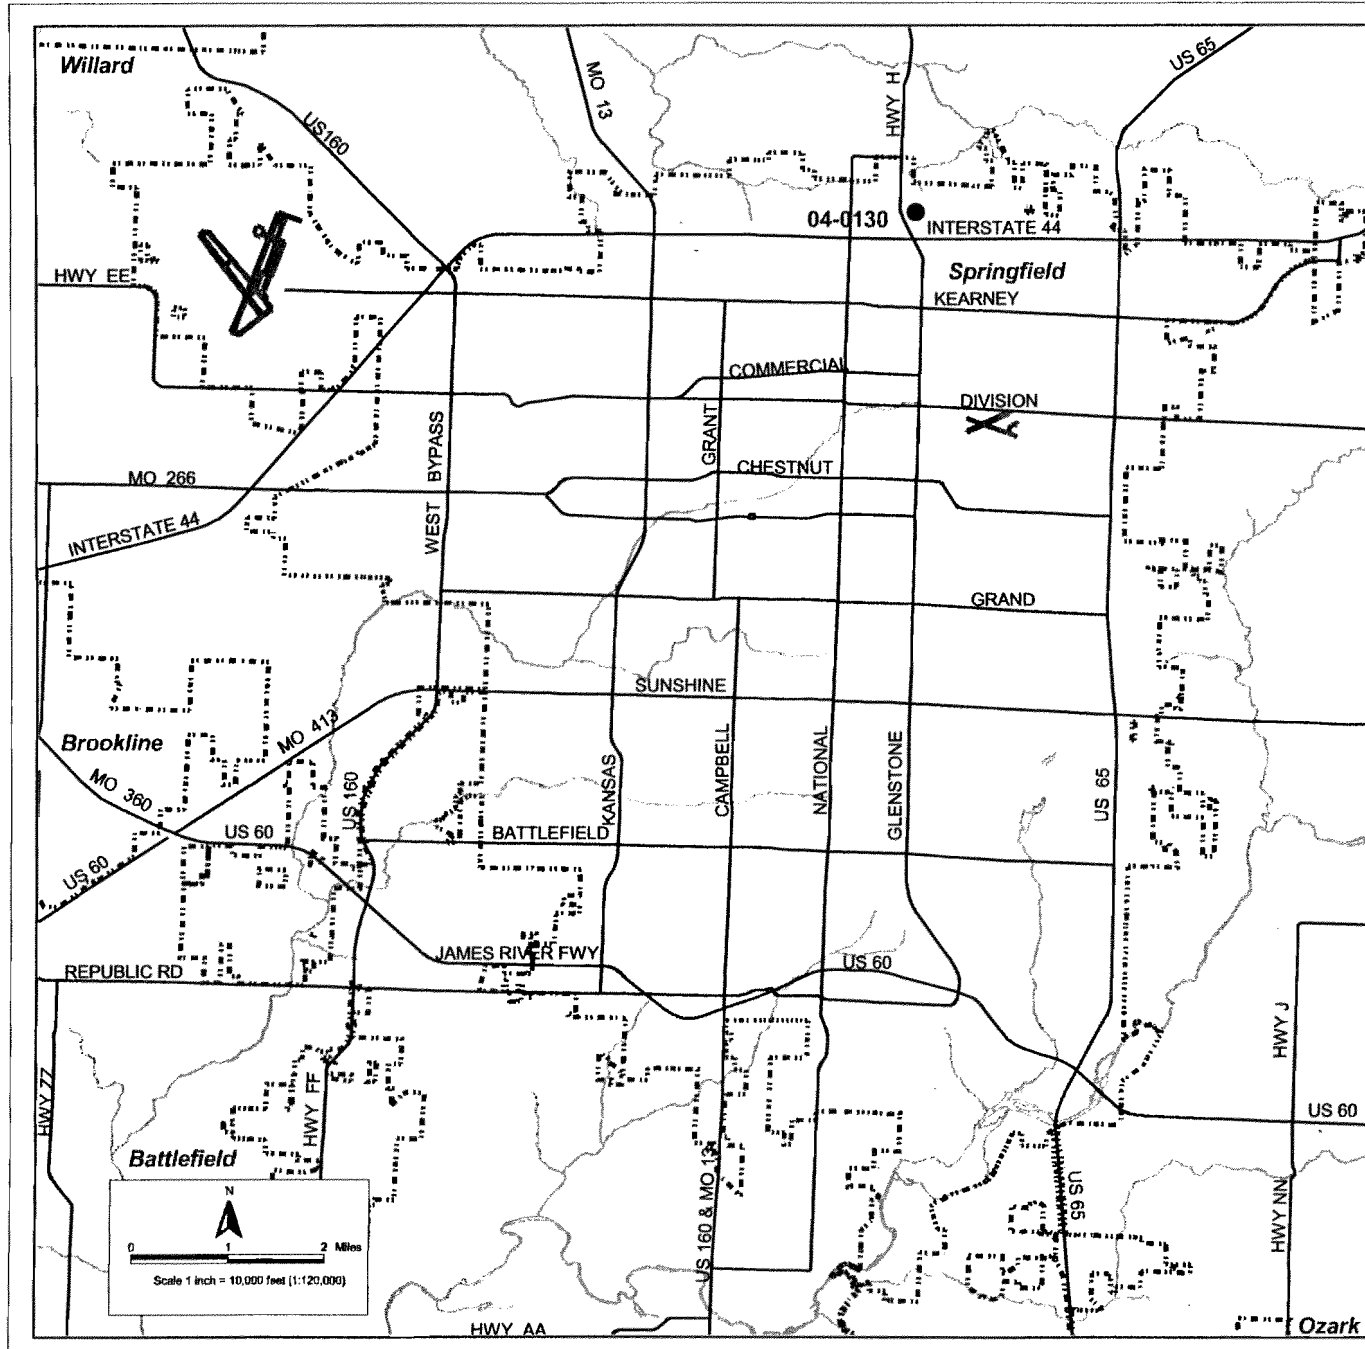 Willard
US 65
MO 13
HWY H
US160
04-0130
INTERSTATE 44
Springfield
HWY EE
KEARNEY
COMMERCIAL
DIVISION
GRANT
WEST BYPASS
CHESTNUT
MO 266
INTERSTATE 44
GRAND
SUNSHINE
MO 413
Brookline
MO 360
US 160
KANSAS
CAMPBELL
NATIONAL
GLENSTONE
US 65
US 60
BATTLEFIELD
US 60
JAMES RIVER FWY
US 60
REPUBLIC RD
HWY J
HWY ZZ
HWY FF
US 60
Battlefield
US 160 & MO 13
US 65
HWY NN
N
0 1 2 Miles
Scale 1 inch = 10,000 feet (1:120,000)
HWY AA
Ozark